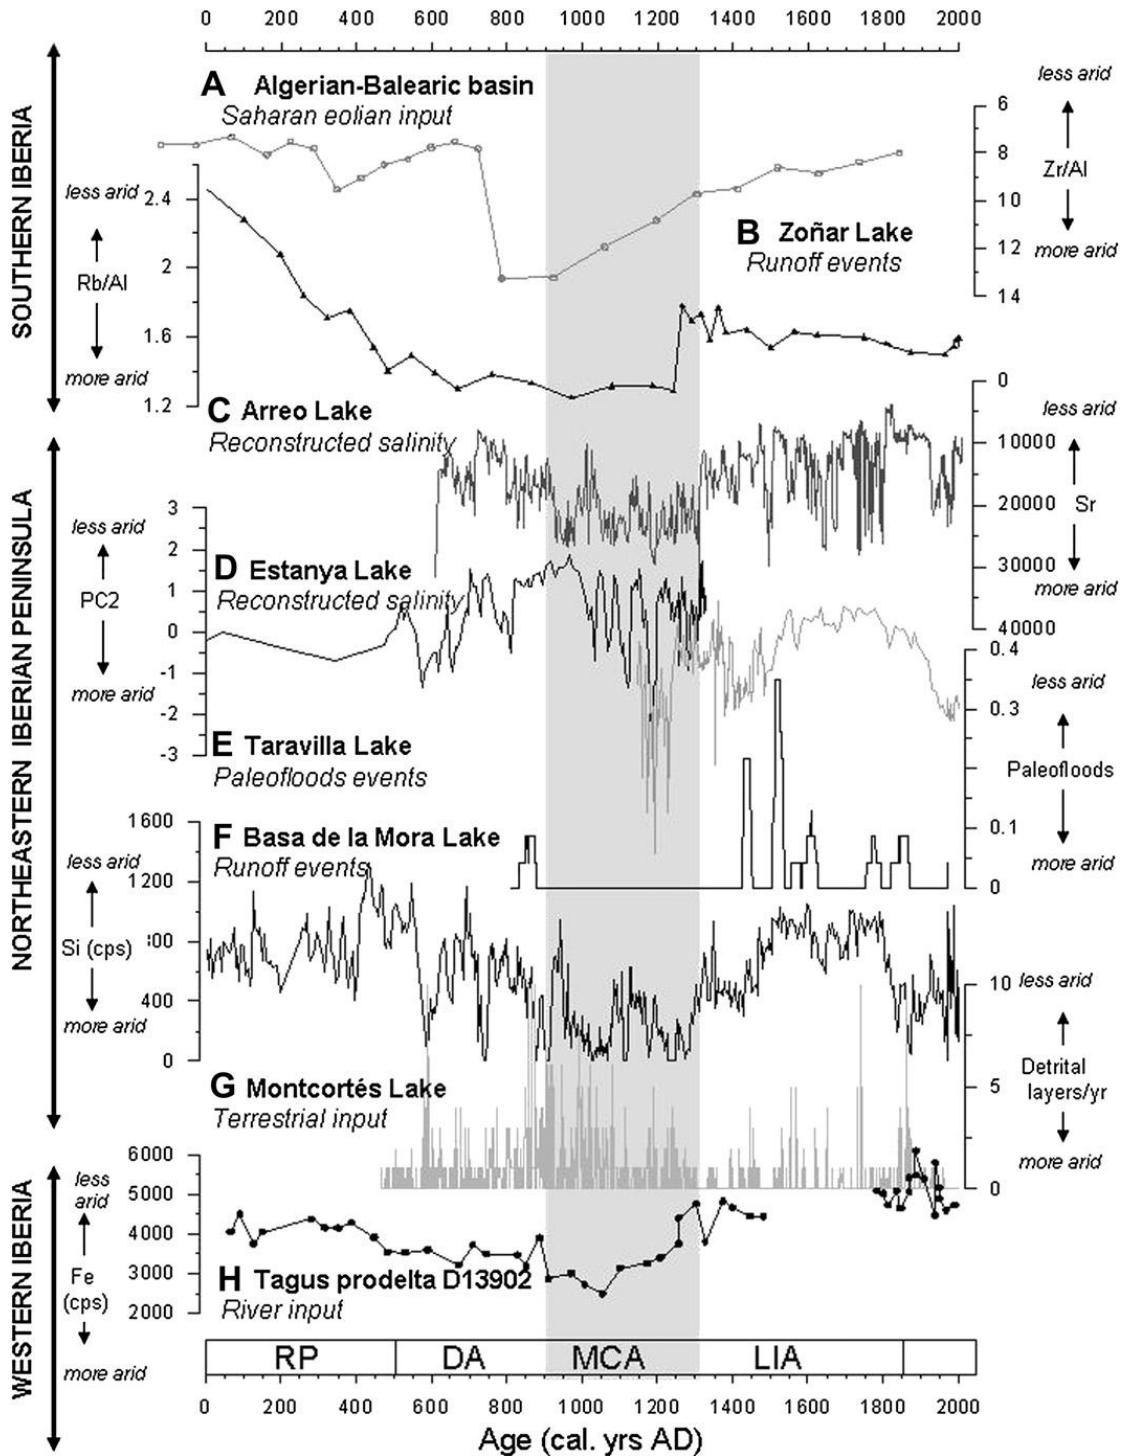 0 200 400 600 800 1000 1200 1400 1600 1800 2000
SOUTHERN IBERIA
A Algerian-Balearic basin
Saharan eolian input
less arid
6
8
10
12
14
Zr/Al
more arid
less arid
Rb/Al
more arid
2.4
2
1.6
1.2
B Zoñar Lake
Runoff events
NORTHEASTERN IBERIAN PENINSULA
C Arreo Lake
Reconstructed salinity
0
10000
20000
30000
40000
less arid
Sr
more arid
less arid
PC2
more arid
3
2
1
0
-1
-2
-3
D Estanya Lake
Reconstructed salinity
E Taravilla Lake
Paleofloods events
0.4
0.3
0.1
0
less arid
Paleofloods
more arid
less arid
Si (cps)
more arid
1600
1200
800
400
0
F Basa de la Mora Lake
Runoff events
G Montcortés Lake
Terrestrial input
10
5
0
less arid
Detrital
layers/yr
more arid
WESTERN IBERIA
less
arid
Fe
(cps)
more arid
6000
5000
4000
3000
2000
H Tagus prodelta D13902
River input
RP DA MCA LIA
0 200 400 600 800 1000 1200 1400 1600 1800 2000
Age (cal. yrs AD)